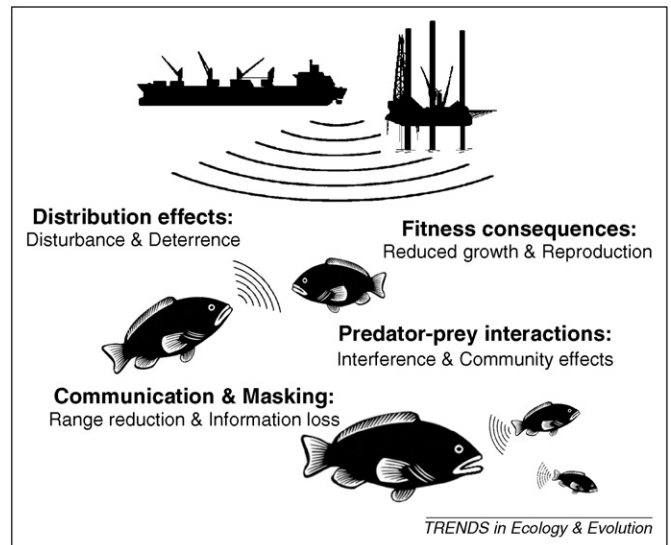 Distribution effects:
Disturbance & Deterrence
Fitness consequences:
Reduced growth & Reproduction
Predator-prey interactions:
Interference & Community effects
Communication & Masking:
Range reduction & Information loss
TRENDS in Ecology & Evolution